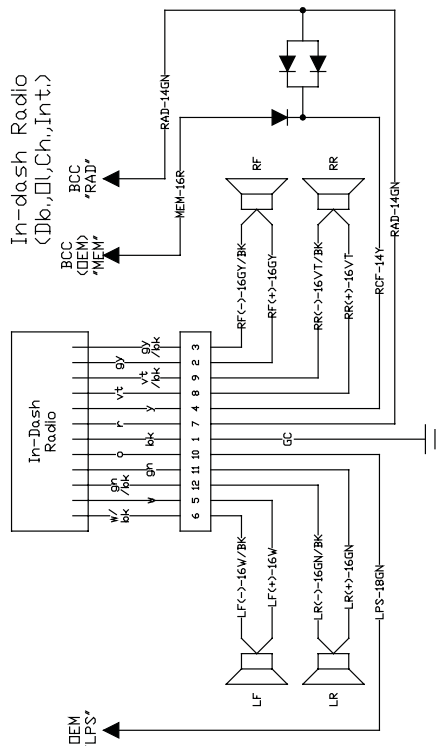 In-dash Radio
(Db.,Ol,Ch.,Int.)
BCC
"RAD"
BCC
(OEM)
"MEM"
RAD-14GN
MEM-16R
RF
RR
RF(-)-16GY/BK
RF(+)-16GY
RR(-)-16VT/BK
RR(+)-16VT
RCF-14Y
RAD-14GN
In-Dash
Radio
gy
/bk
gy
vt
/bk
vt
y
r
bk
o
gn
gn
/bk
w
w/
bk
3
2
9
8
4
7
1
10
11
12
5
6
GC
LF(-)-16W/BK
LF(+)-16W
LR(-)-16GN/BK
LR(+)-16GN
LPS-18GN
LF
LR
OEM
"LPS"